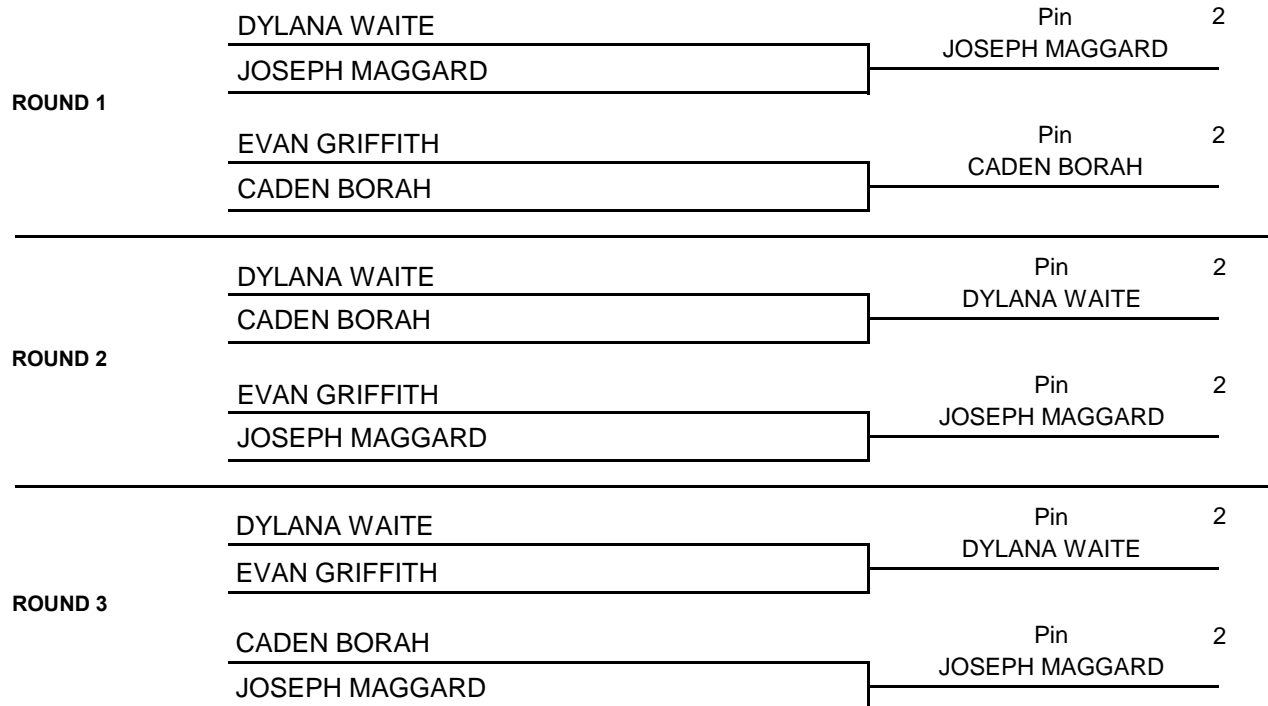 DYLANA WAITE
Pin 2
JOSEPH MAGGARD
JOSEPH MAGGARD
ROUND 1
EVAN GRIFFITH
Pin 2
CADEN BORAH
CADEN BORAH
DYLANA WAITE
Pin 2
DYLANA WAITE
CADEN BORAH
ROUND 2
EVAN GRIFFITH
Pin 2
JOSEPH MAGGARD
JOSEPH MAGGARD
DYLANA WAITE
Pin 2
DYLANA WAITE
EVAN GRIFFITH
ROUND 3
CADEN BORAH
Pin 2
JOSEPH MAGGARD
JOSEPH MAGGARD